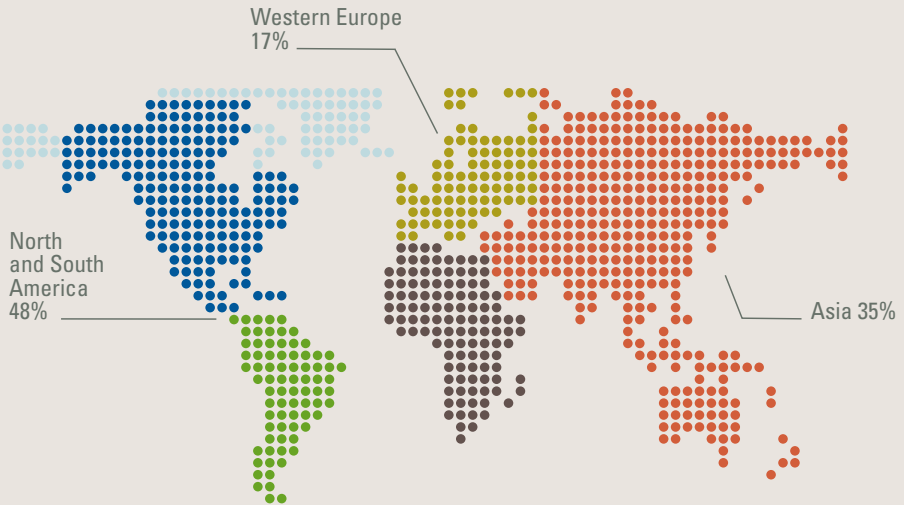 Western Europe
17%
North
and South
America
48%
Asia 35%